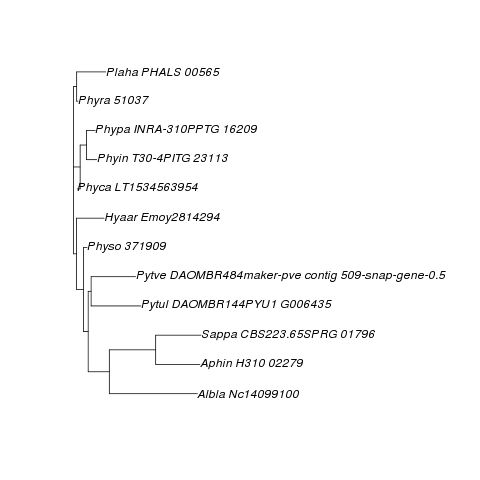 Plaha PHALS 00565
Phyra 51037
Phypa INRA-310PPTG 16209
Phyin T30-4PITG 23113
Phyca LT1534563954
Hyaar Emoy2814294
Physo 371909
Pytve DAOMBR484maker-pve contig 509-snap-gene-0.5
Pytul DAOMBR144PYU1 G006435
Sappa CBS223.65SPRG 01796
Aphin H310 02279
Albla Nc14099100